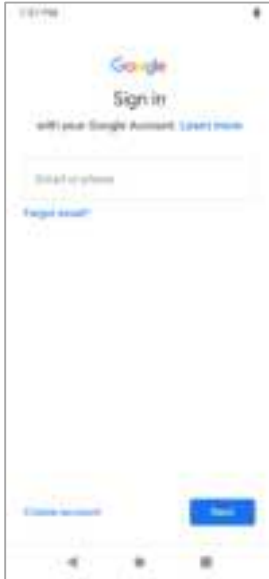 Google
Sign in
with your Google Account. Learn more
Email or phone
Forgot email?
Create account
Next